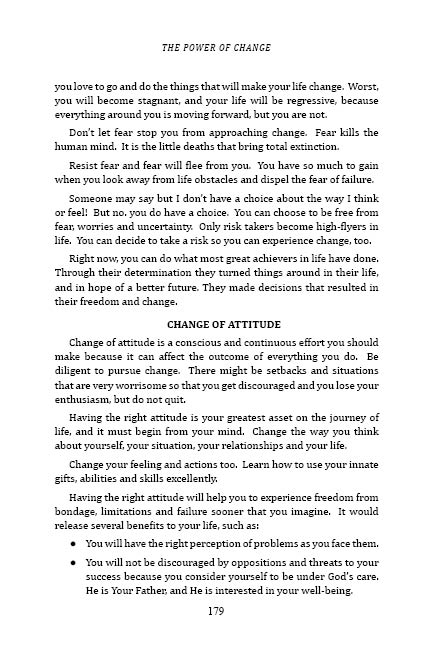 THE POWER OF CHANGE
you love to go and do the things that will make your life change. Worst,
you will become stagnant, and your life will be regressive, because
everything around you is moving forward, but you are not.
Don't let fear stop you from approaching change. Fear kills the
human mind. It is the little deaths that bring total extinction.
Resist fear and fear will flee from you. You have so much to gain
when you look away from life obstacles and dispel the fear of failure.
Someone may say but I don't have a choice about the way I think
or feel! But no. you do have a choice. You can choose to be free from
fear, worries and uncertainty. Only risk takers become high-flyers in
life. You can decide to take a risk so you can experience change, too.
Right now, you can do what most great achievers in life have done.
Through their determination they turned things around in their life,
and in hope of a better future. They made decisions that resulted in
their freedom and change.
CHANGE OF ATTITUDE
Change of attitude is a conscious and continuous effort you should
make because it can affect the outcome of everything you do. Be
diligent to pursue change. There might be setbacks and situations
that are very worrisome so that you get discouraged and you lose your
enthusiasm, but do not quit.
Having the right attitude is your greatest asset on the journey of
life, and it must begin from your mind. Change the way you think
about yourself, your situation, your relationships and your life.
Change your feeling and actions too. Learn how to use your innate
gifts, abilities and skills excellently.
Having the right attitude will help you to experience freedom from
bondage, limitations and failure sooner that you imagine. It would
release several benefits to your life, such as:
● You will have the right perception of problems as you face them.
● You will not be discouraged by oppositions and threats to your
success because you consider yourself to be under God's care.
He is Your Father, and He is interested in your well-being.
179